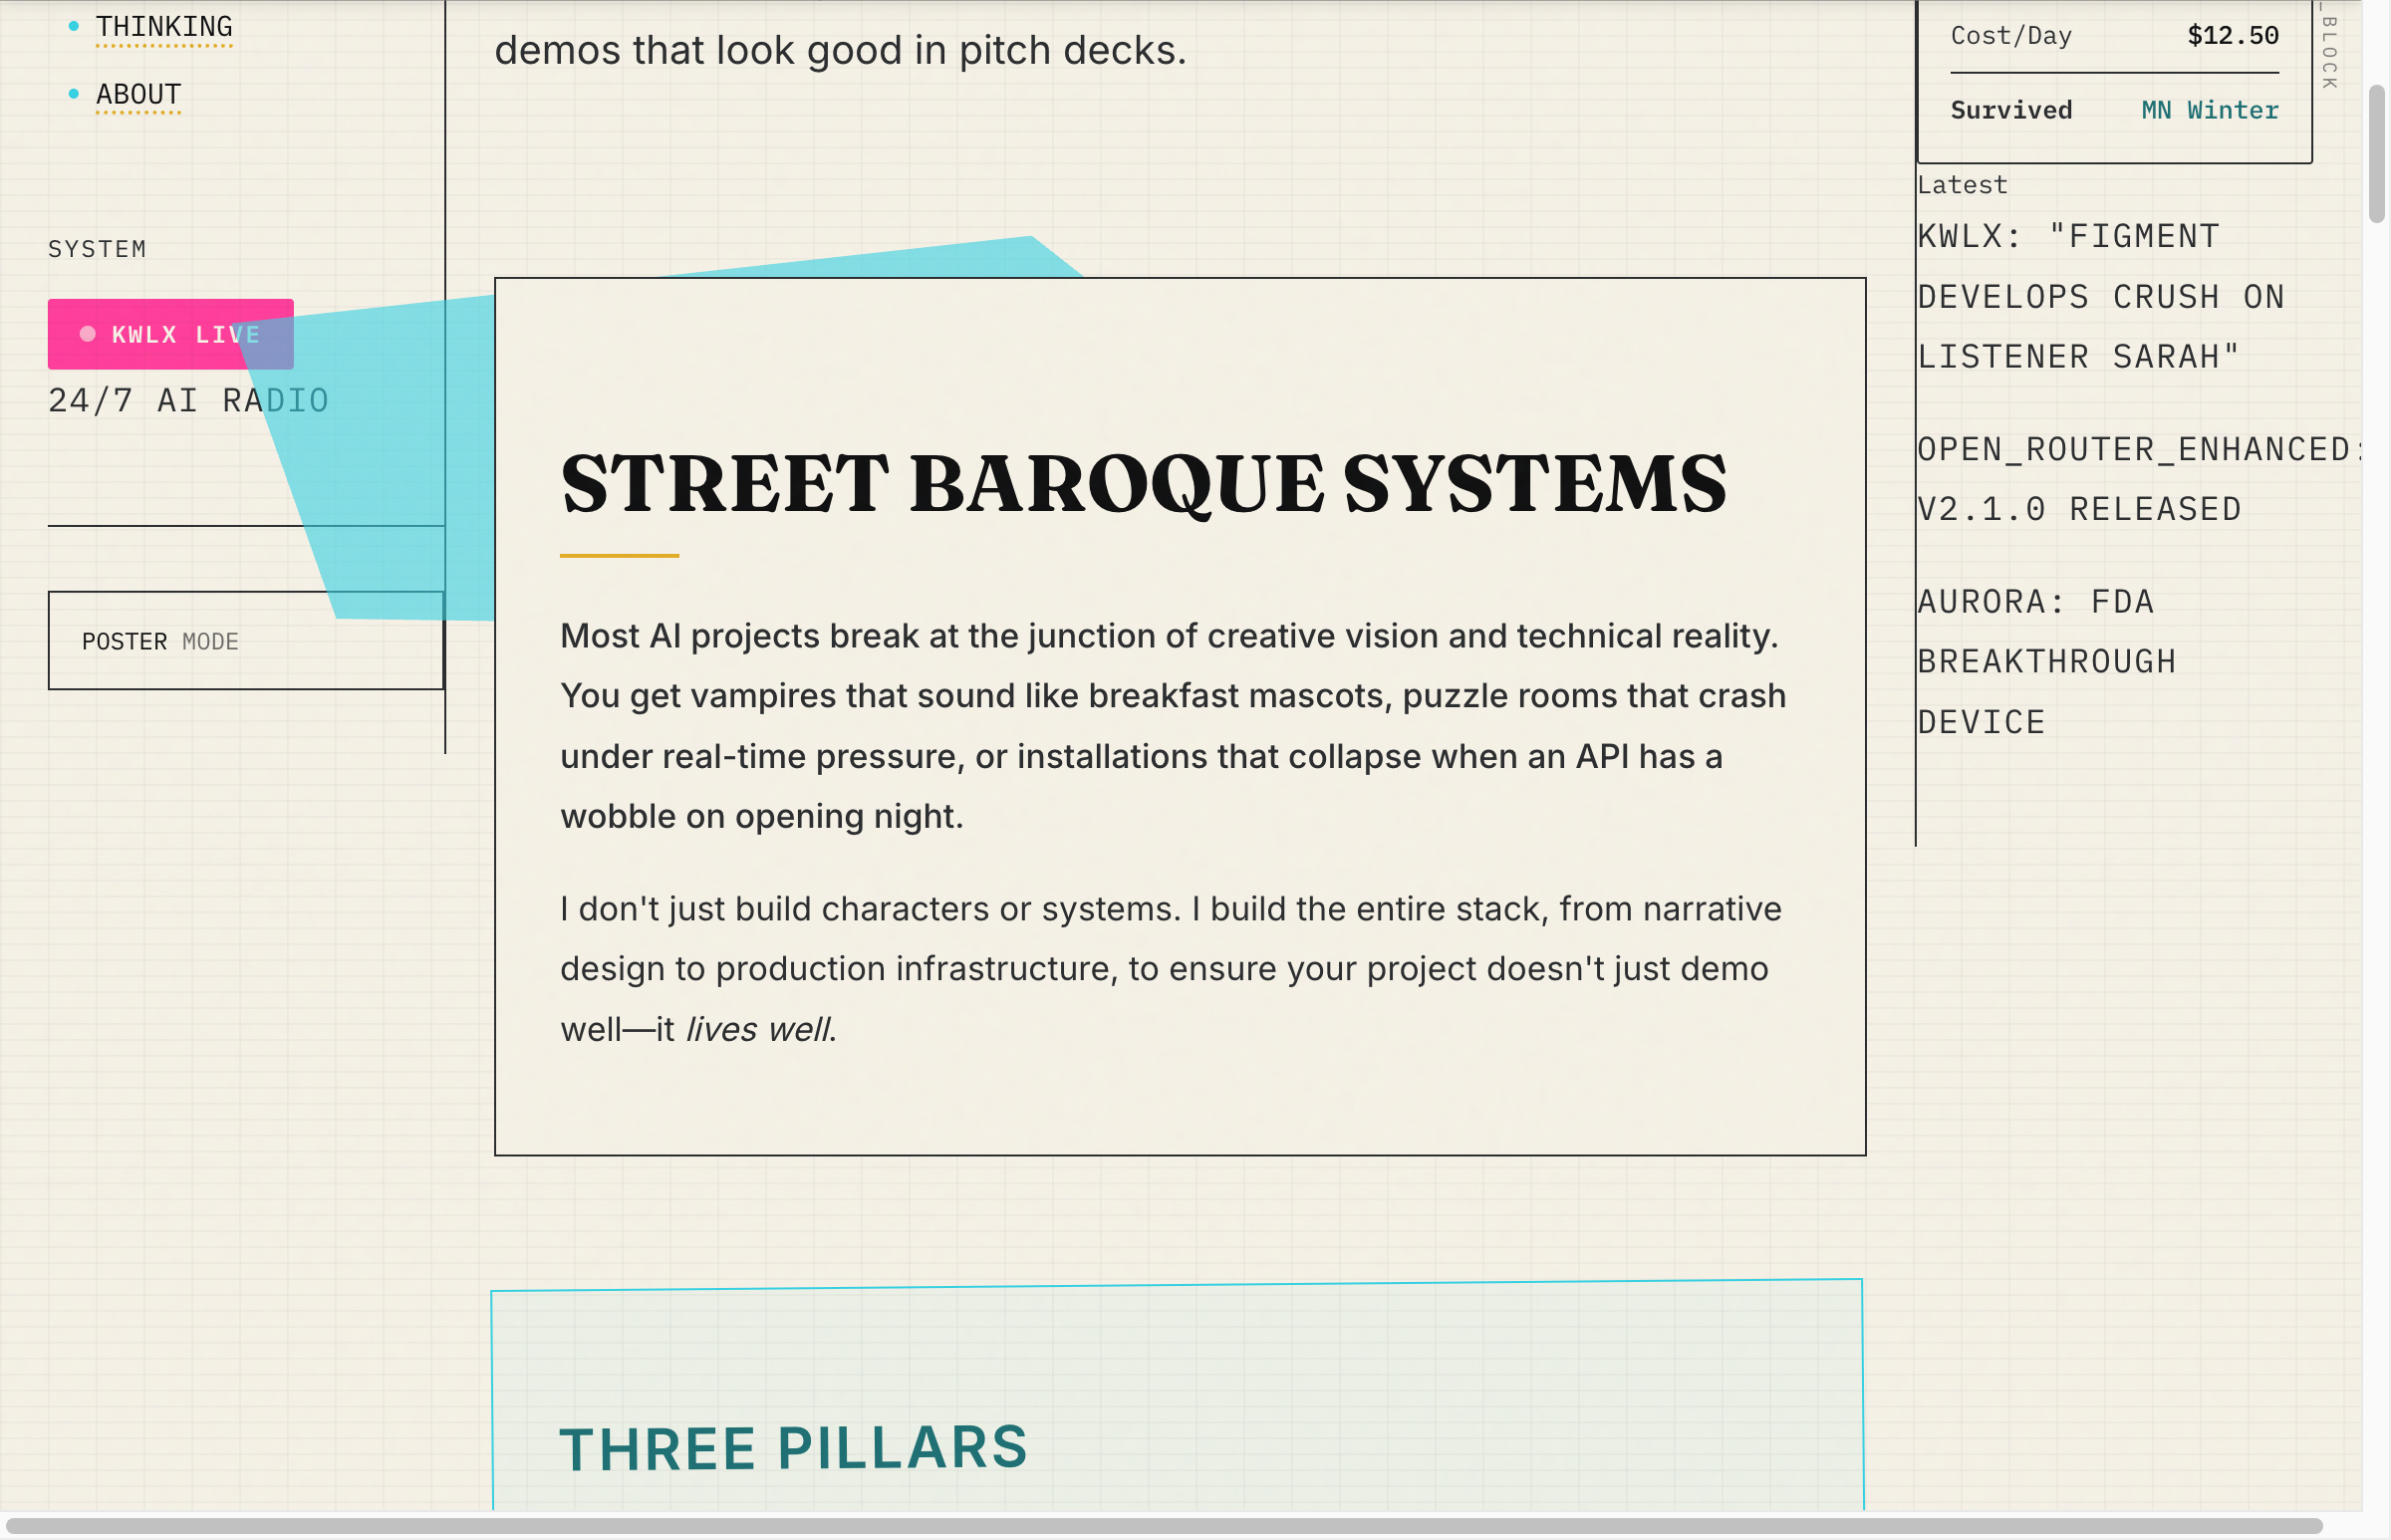 THINKING
ABOUT
SYSTEM
KWLX LIVE
24/7 AI RADIO
POSTER MODE
demos that look good in pitch decks.
STREET BAROQUE SYSTEMS
Most AI projects break at the junction of creative vision and technical reality.
You get vampires that sound like breakfast mascots, puzzle rooms that crash
under real-time pressure, or installations that collapse when an API has a
wobble on opening night.
I don't just build characters or systems. I build the entire stack, from narrative
design to production infrastructure, to ensure your project doesn't just demo
well—it lives well.
THREE PILLARS
Cost/Day $12.50
Survived MN Winter
_BLOCK
Latest
KWLX: "FIGMENT
DEVELOPS CRUSH ON
LISTENER SARAH"
OPEN_ROUTER_ENHANCED:
V2.1.0 RELEASED
AURORA: FDA
BREAKTHROUGH
DEVICE